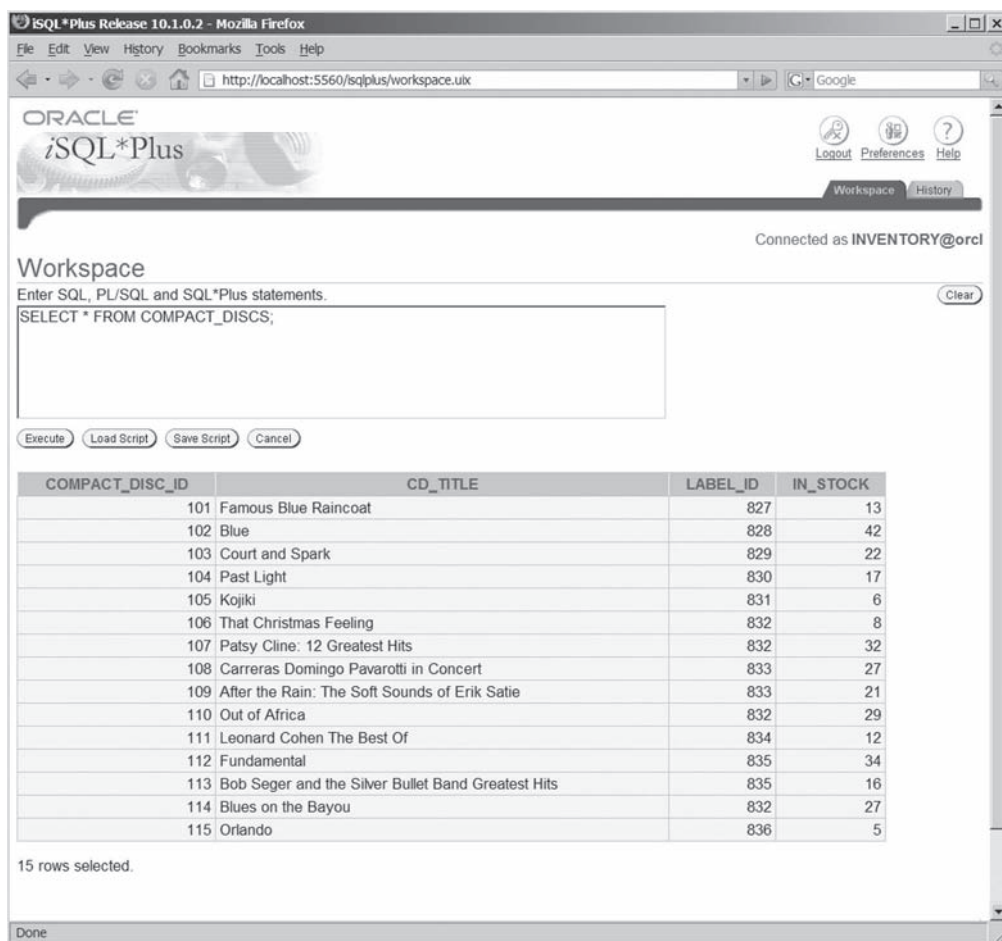 iSQL*Plus Release 10.1.0.2 - Mozilla Firefox
File Edit View History Bookmarks Tools Help
http://localhost:5560/isqlplus/workspace.uix
G Google
ORACLE
iSQL*Plus
Logout Preferences Help
Workspace History
Connected as INVENTORY@orcl
Workspace
Enter SQL, PL/SQL and SQL*Plus statements.
Clear
SELECT * FROM COMPACT_DISCS;
Execute Load Script Save Script Cancel
COMPACT_DISC_ID CD_TITLE LABEL_ID IN_STOCK
101 Famous Blue Raincoat 827 13
102 Blue 828 42
103 Court and Spark 829 22
104 Past Light 830 17
105 Kojiki 831 6
106 That Christmas Feeling 832 8
107 Patsy Cline: 12 Greatest Hits 832 32
108 Carreras Domingo Pavarotti in Concert 833 27
109 After the Rain: The Soft Sounds of Erik Satie 833 21
110 Out of Africa 832 29
111 Leonard Cohen The Best Of 834 12
112 Fundamental 835 34
113 Bob Seger and the Silver Bullet Band Greatest Hits 835 16
114 Blues on the Bayou 832 27
115 Orlando 836 5
15 rows selected.
Done